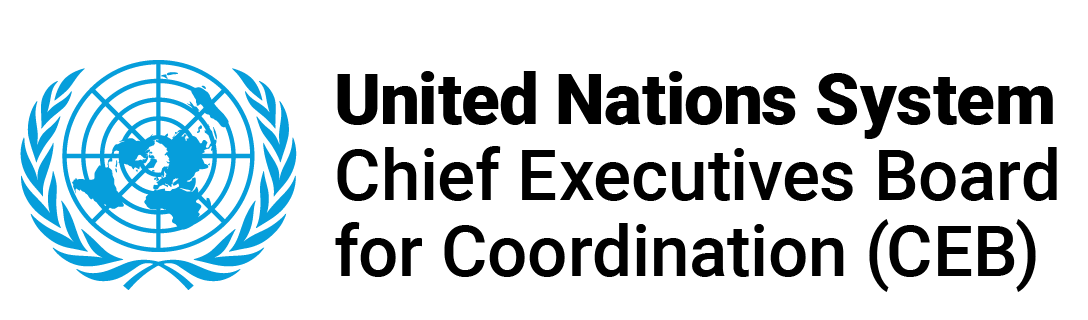 United Nations System
Chief Executives Board
for Coordination (CEB)